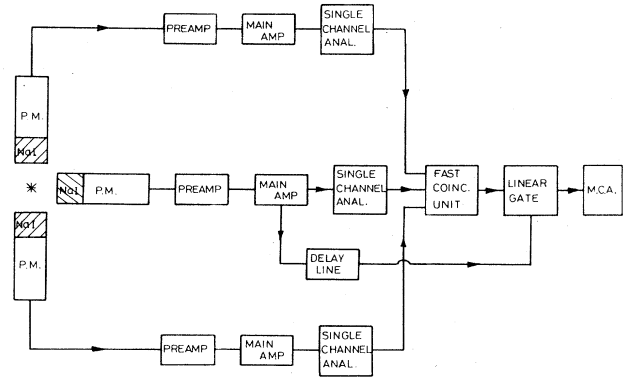 PREAMP
MAIN
AMP
SINGLE
CHANNEL
ANAL.
P.M.
NaI
NaI
P.M.
PREAMP
MAIN
AMP
SINGLE
CHANNEL
ANAL.
FAST
COINC.
UNIT
LINEAR
GATE
M.C.A.
NaI
P.M.
DELAY
LINE
PREAMP
MAIN
AMP
SINGLE
CHANNEL
ANAL.